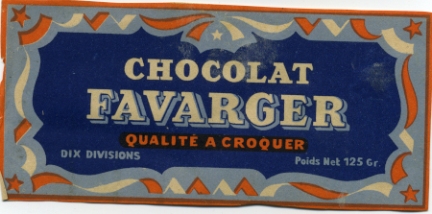 CHOCOLAT
FAVARGER
QUALITÉ A CROQUER
DIX DIVISIONS
Poids Net 125 Gr.